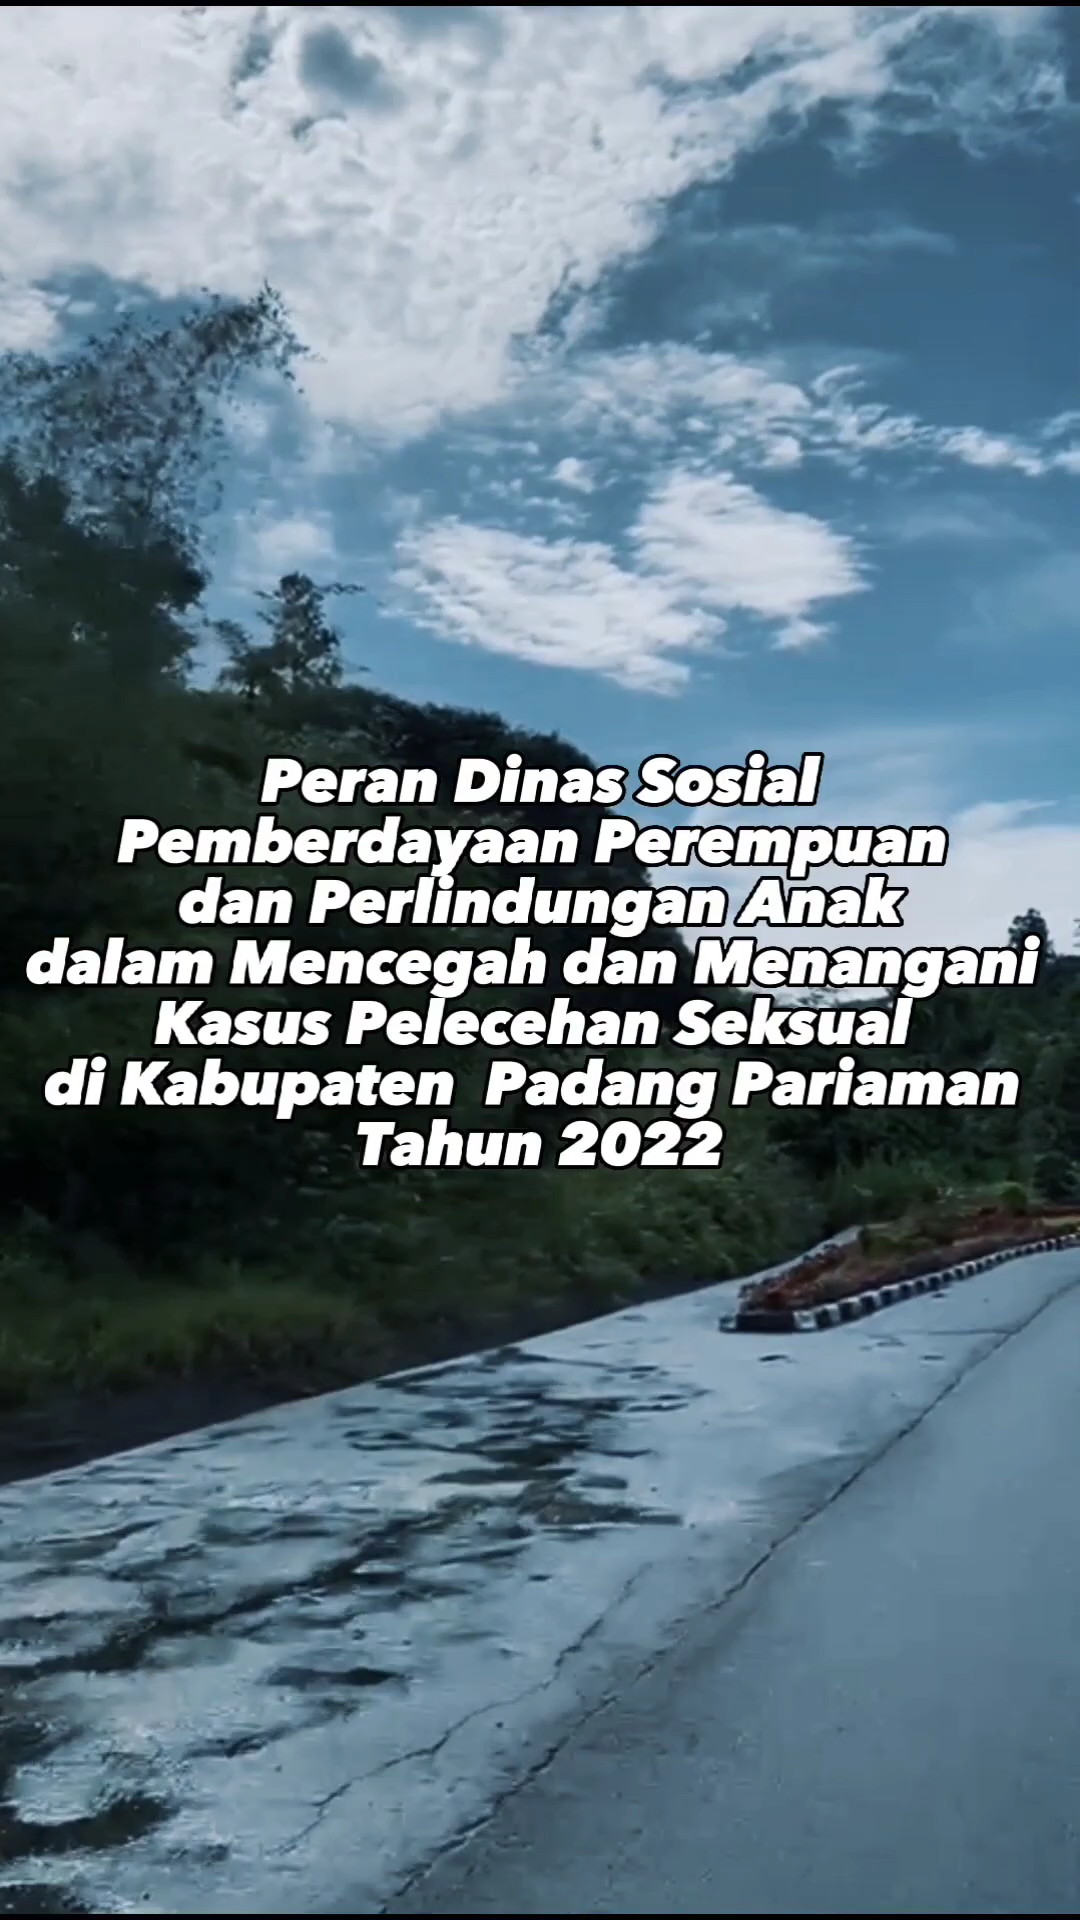 Peran Dinas Sosial
Pemberdayaan Perempuan
dan Perlindungan Anak
dalam Mencegah dan Menangani
Kasus Pelecehan Seksual
di Kabupaten Padang Pariaman
Tahun 2022